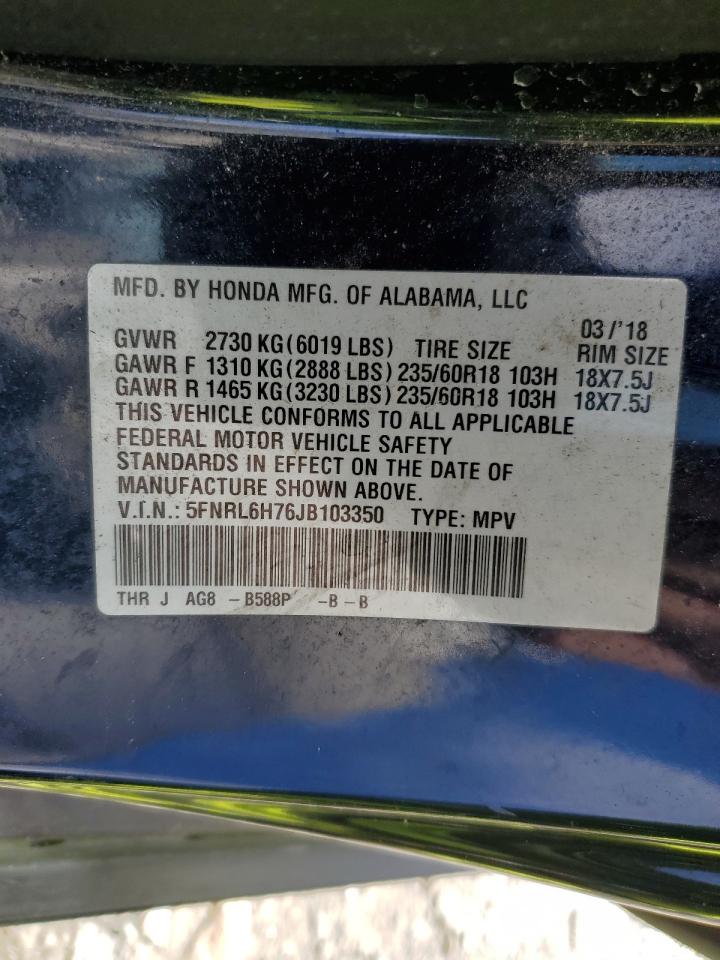 MFD. BY HONDA MFG. OF ALABAMA, LLC
03/'18
GVWR 2730 KG(6019 LBS) TIRE SIZE RIM SIZE
GAWR F 1310 KG(2888 LBS) 235/60R18 103H 18X7.5J
GAWR R 1465 KG(3230 LBS) 235/60R18 103H 18X7.5J
THIS VEHICLE CONFORMS TO ALL APPLICABLE
FEDERAL MOTOR VEHICLE SAFETY
STANDARDS IN EFFECT ON THE DATE OF
MANUFACTURE SHOWN ABOVE.
V.I.N.: 5FNRL6H76JB103350 TYPE: MPV
THR J AG8 -B588P -B-B